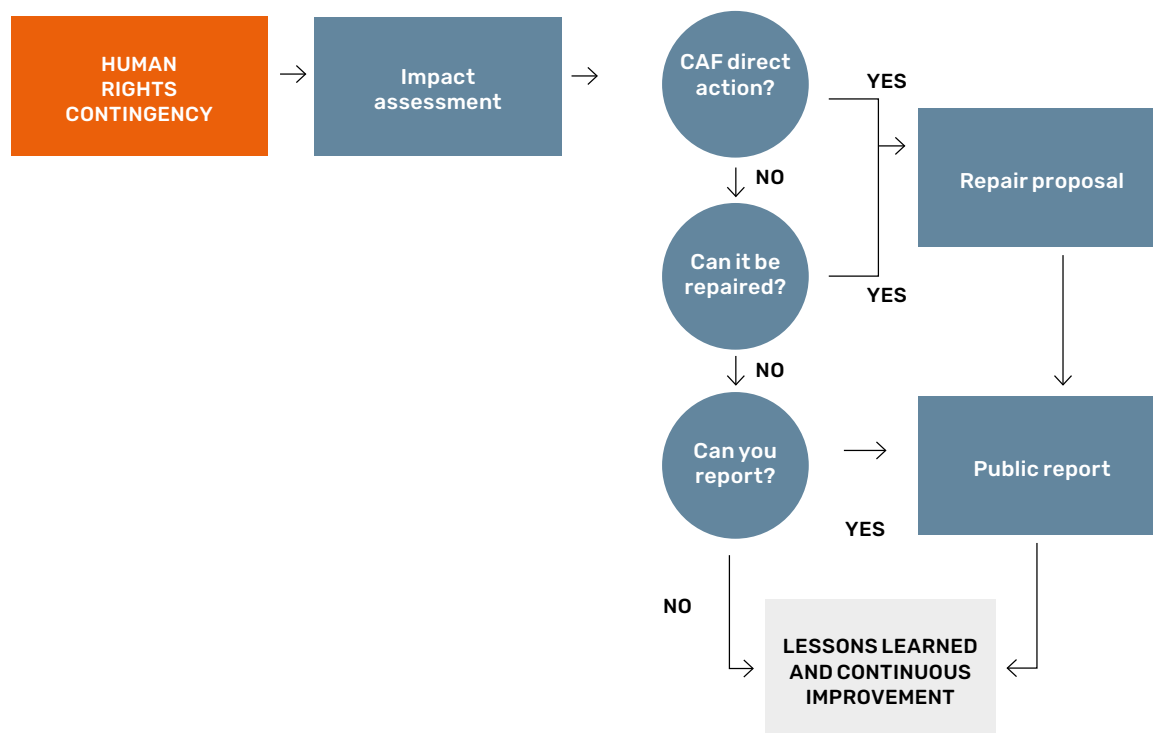 HUMAN
RIGHTS
CONTINGENCY
Impact
assessment
CAF direct
action?
YES
NO
Repair proposal
Can it be
repaired?
YES
NO
Can you
report?
YES
Public report
NO
LESSONS LEARNED
AND CONTINUOUS
IMPROVEMENT